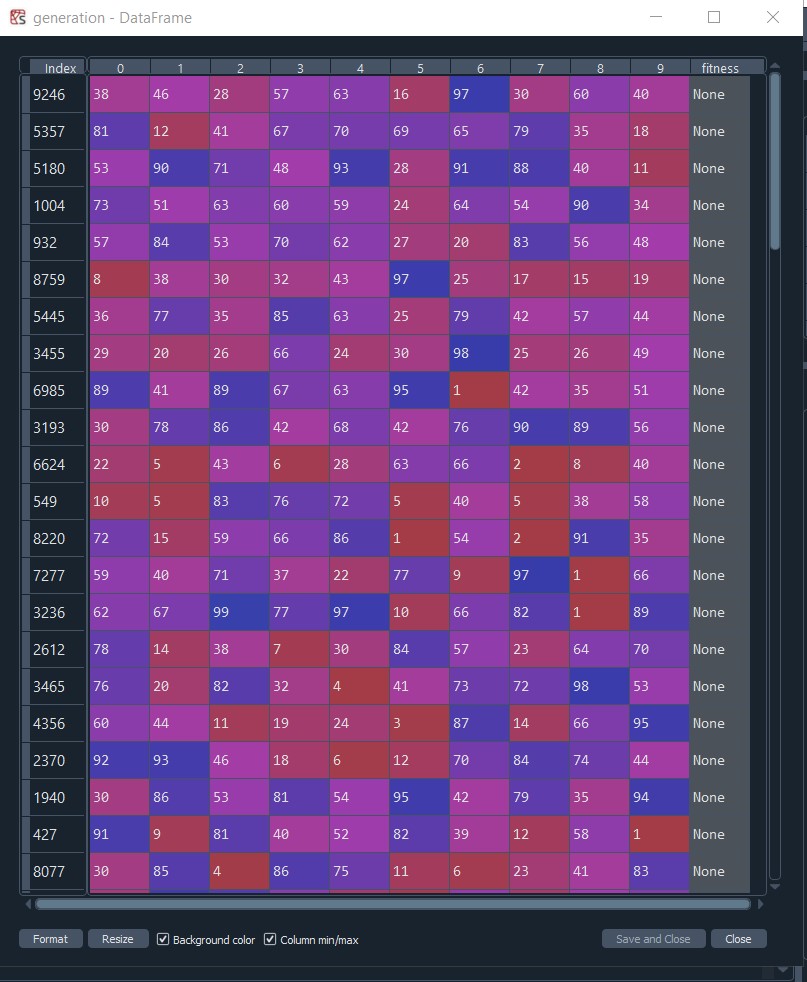 generation - DataFrame
Index 0 1 2 3 4 5 6 7 8 9 fitness
9246 38 46 28 57 63 16 97 30 60 40 None
5357 81 12 41 67 70 69 65 79 35 18 None
5180 53 90 71 48 93 28 91 88 40 11 None
1004 73 51 63 60 59 24 64 54 90 34 None
932 57 84 53 70 62 27 20 83 56 48 None
8759 8 38 30 32 43 97 25 17 15 19 None
5445 36 77 35 85 63 25 79 42 57 44 None
3455 29 20 26 66 24 30 98 25 26 49 None
6985 89 41 89 67 63 95 1 42 35 51 None
3193 30 78 86 42 68 42 76 90 89 56 None
6624 22 5 43 6 28 63 66 2 8 40 None
549 10 5 83 76 72 5 40 5 38 58 None
8220 72 15 59 66 86 1 54 2 91 35 None
7277 59 40 71 37 22 77 9 97 1 66 None
3236 62 67 99 77 97 10 66 82 1 89 None
2612 78 14 38 7 30 84 57 23 64 70 None
3465 76 20 82 32 4 41 73 72 98 53 None
4356 60 44 11 19 24 3 87 14 66 95 None
2370 92 93 46 18 6 12 70 84 74 44 None
1940 30 86 53 81 54 95 42 79 35 94 None
427 91 9 81 40 52 82 39 12 58 1 None
8077 30 85 4 86 75 11 6 23 41 83 None
Format Resize Background color Column min/max Save and Close Close